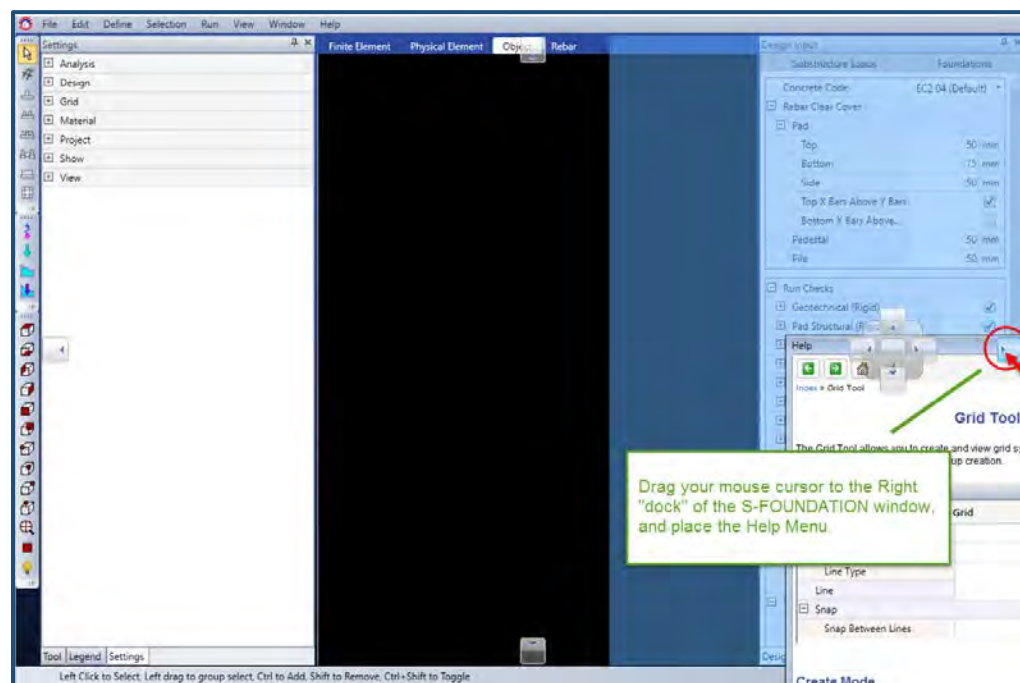 File Edit Define Selection Run View Window Help
Settings
Analysis
Design
Grid
Material
Project
Show
View
Tool Legend Settings
Finite Element Physical Element Object Rebar
Design Input
Substructure Loads Foundations
Concrete Code EC2 04 (Default)
Rebar Clear Cover
Pad
Top 50 mm
Bottom 75 mm
Side 50 mm
Top X Bars Above Y Bars
Bottom X Bars Above...
Pedestal 50 mm
Pile 50 mm
Run Checks
Geotechnical (Rigid)
Pad Structural
Help
Index » Grid Tool
Grid Tool
The Grid Tool allows you to create and view grid
up creation.
Drag your mouse cursor to the Right
"dock" of the S-FOUNDATION window,
and place the Help Menu.
Grid
Line Type
Line
Snap
Snap Between Lines
Create Mode
Left Click to Select, Left drag to group select, Ctrl to Add, Shift to Remove, Ctrl+Shift to Toggle